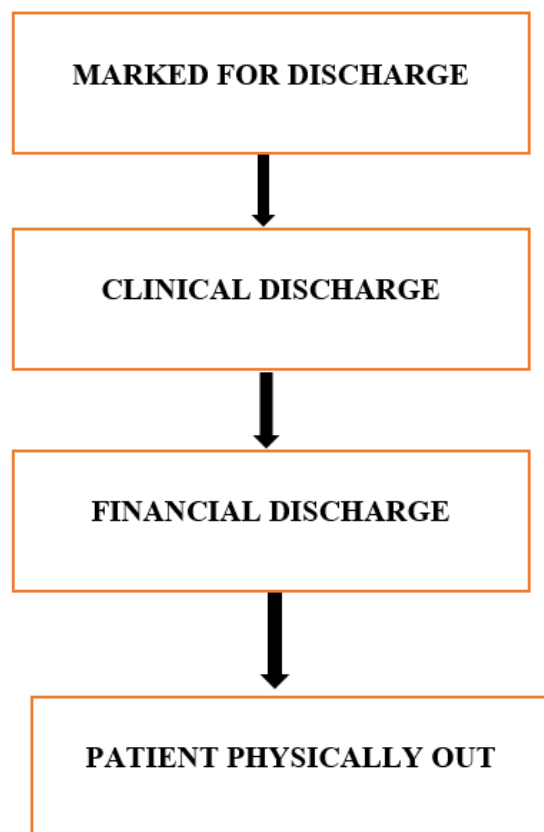 MARKED FOR DISCHARGE
CLINICAL DISCHARGE
FINANCIAL DISCHARGE
PATIENT PHYSICALLY OUT